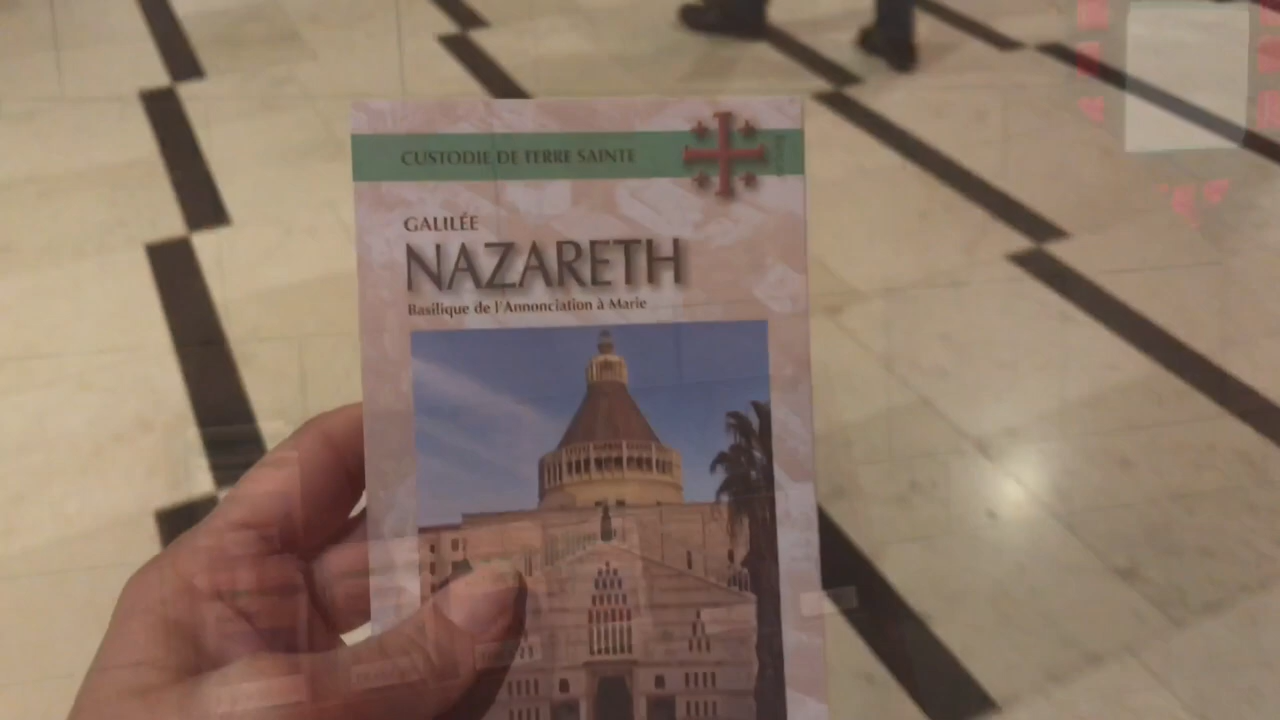 CUSTODIE DE TERRE SAINTE
GALILÉE
NAZARETH
Basilique de l'Annonciation à Marie